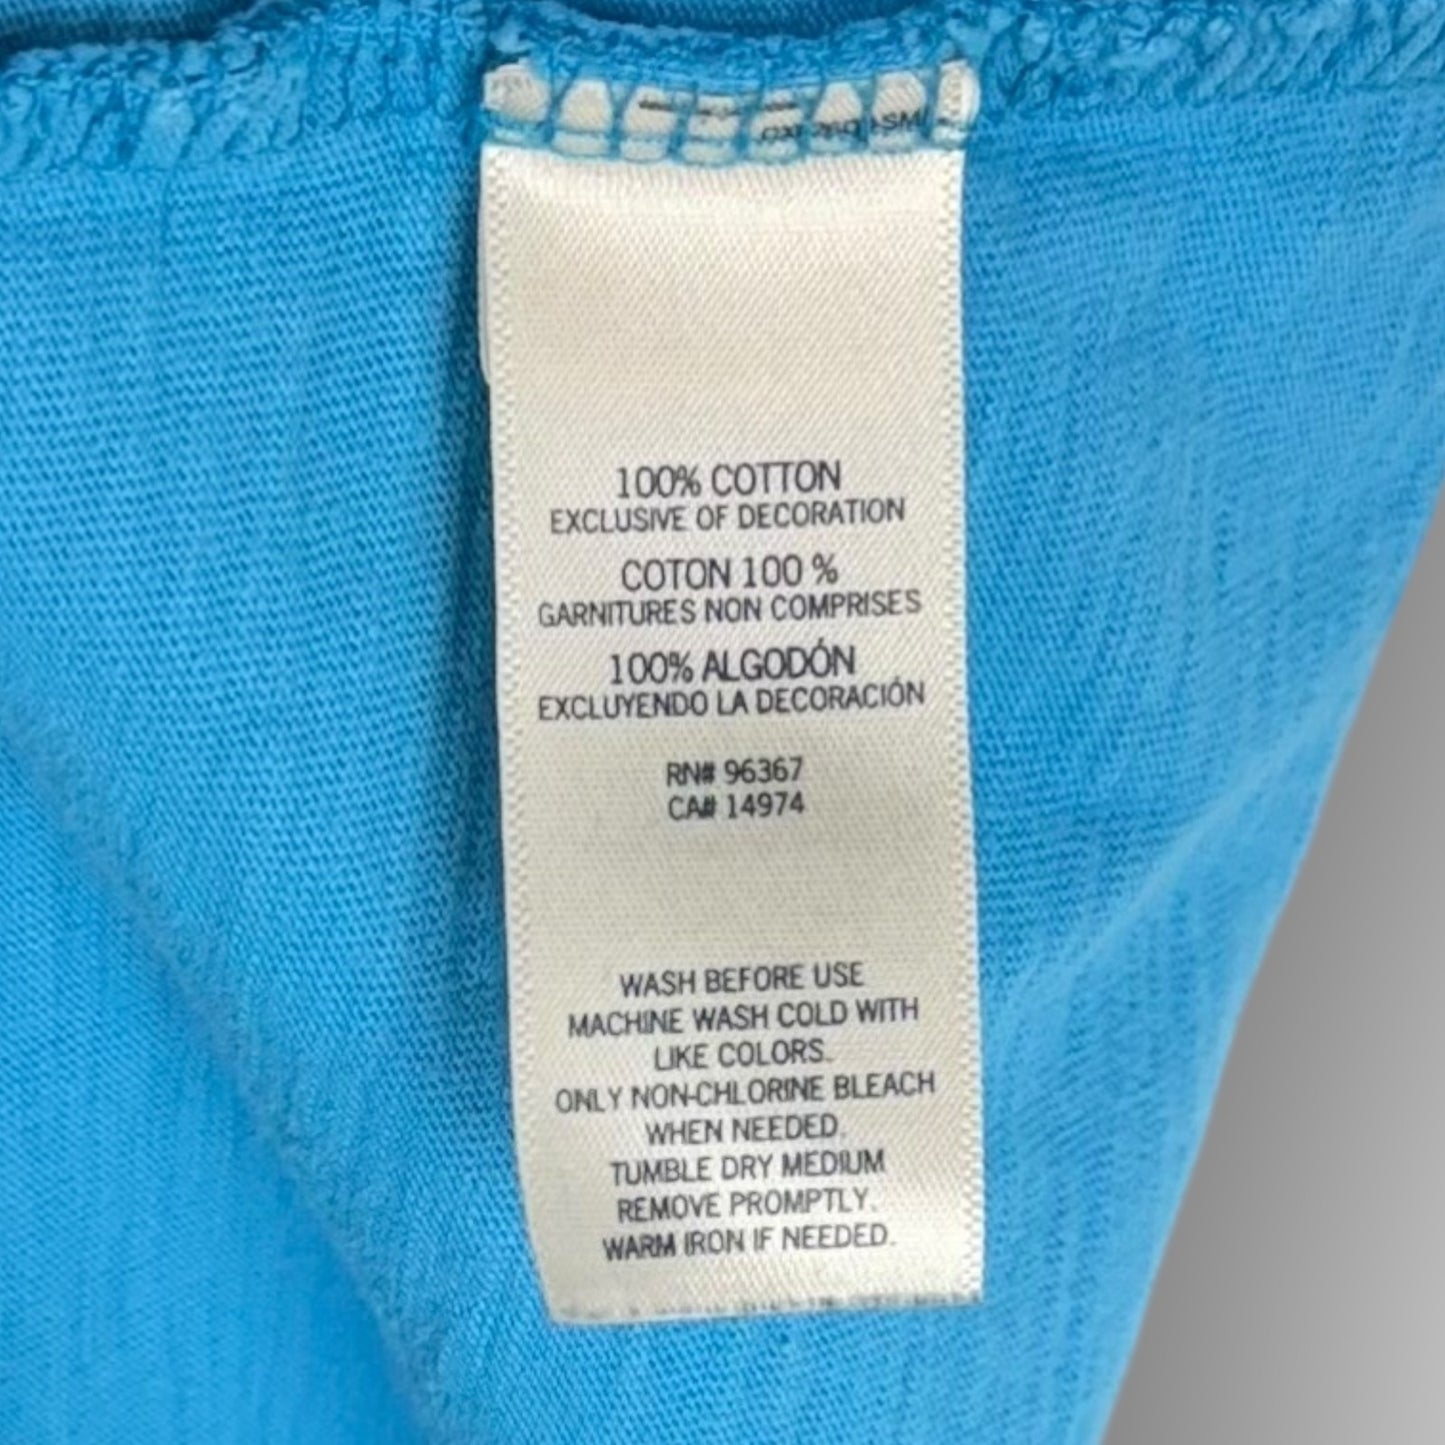 100% COTTON
EXCLUSIVE OF DECORATION
COTON 100 %
GARNITURES NON COMPRISES
100% ALGODÓN
EXCLUYENDO LA DECORACIÓN
RN# 96367
CA# 14974
WASH BEFORE USE
MACHINE WASH COLD WITH
LIKE COLORS.
ONLY NON-CHLORINE BLEACH
WHEN NEEDED.
TUMBLE DRY MEDIUM
REMOVE PROMPTLY.
WARM IRON IF NEEDED.